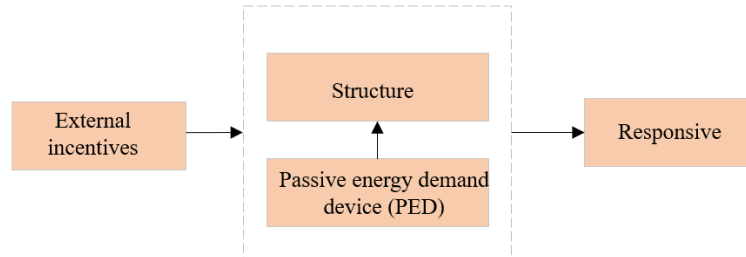 Structure
External
incentives
Responsive
Passive energy demand
device (PED)